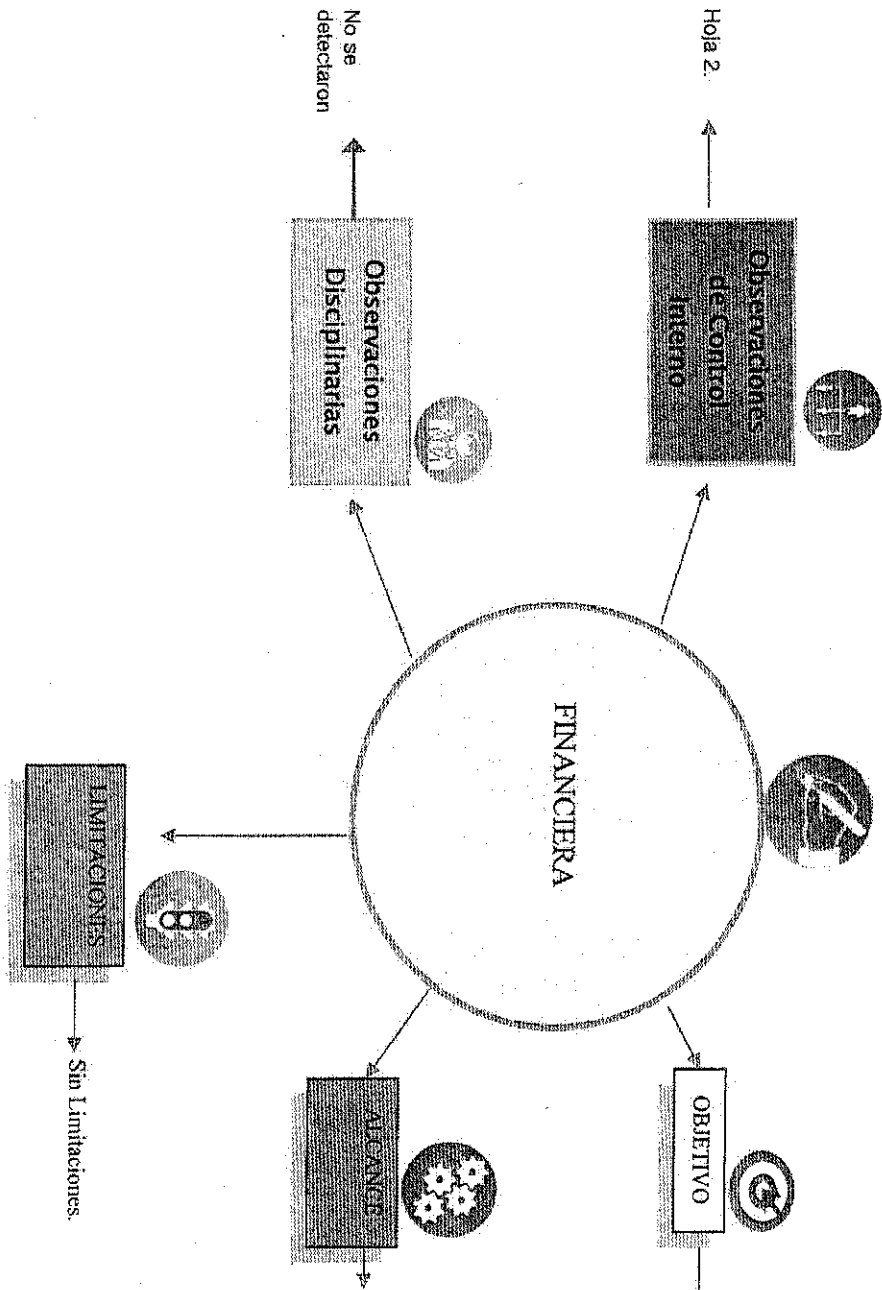 Hoja 2.
Observaciones
de Control
Interno
No se
detectaron
Observaciones
Disciplinarias
FINANCIERA
OBJETIVO
ALCANCE
LIMITACIONES
Sin Limitaciones.